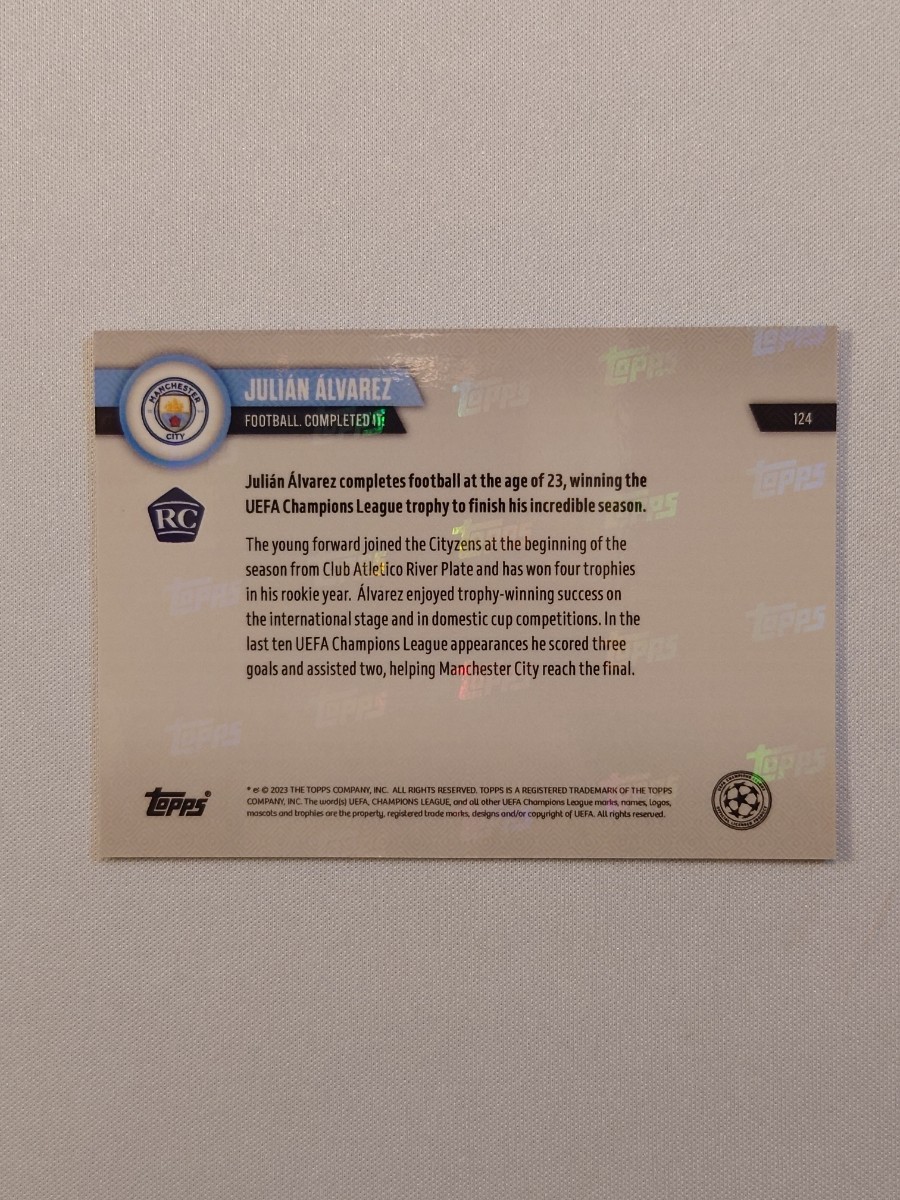 MANCHESTER
CITY
JULIÁN ÁLVAREZ
FOOTBALL. COMPLETED IT!
124
RC
Julián Álvarez completes football at the age of 23, winning the
UEFA Champions League trophy to finish his incredible season.
The young forward joined the Cityzens at the beginning of the
season from Club Atletico River Plate and has won four trophies
in his rookie year. Álvarez enjoyed trophy-winning success on
the international stage and in domestic cup competitions. In the
last ten UEFA Champions League appearances he scored three
goals and assisted two, helping Manchester City reach the final.
Topps®
* & © 2023 THE TOPPS COMPANY, INC. ALL RIGHTS RESERVED. TOPPS IS A REGISTERED TRADEMARK OF THE TOPPS
COMPANY, INC. The word(s) UEFA, CHAMPIONS LEAGUE, and all other UEFA Champions League marks, names, logos,
mascots and trophies are the property, registered trade marks, designs and/or copyright of UEFA. All rights reserved.